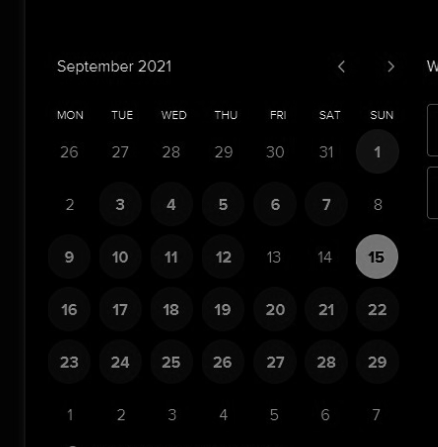 September 2021
W
MON TUE WED THU FRI SAT SUN
26 27 28 29 30 31 1
2 3 4 5 6 7 8
9 10 11 12 13 14 15
16 17 18 19 20 21 22
23 24 25 26 27 28 29
1 2 3 4 5 6 7